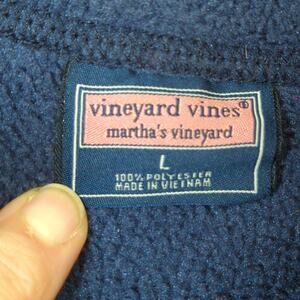 vineyard vines®
martha's vineyard
L
100% POLYESTER
MADE IN VIETNAM